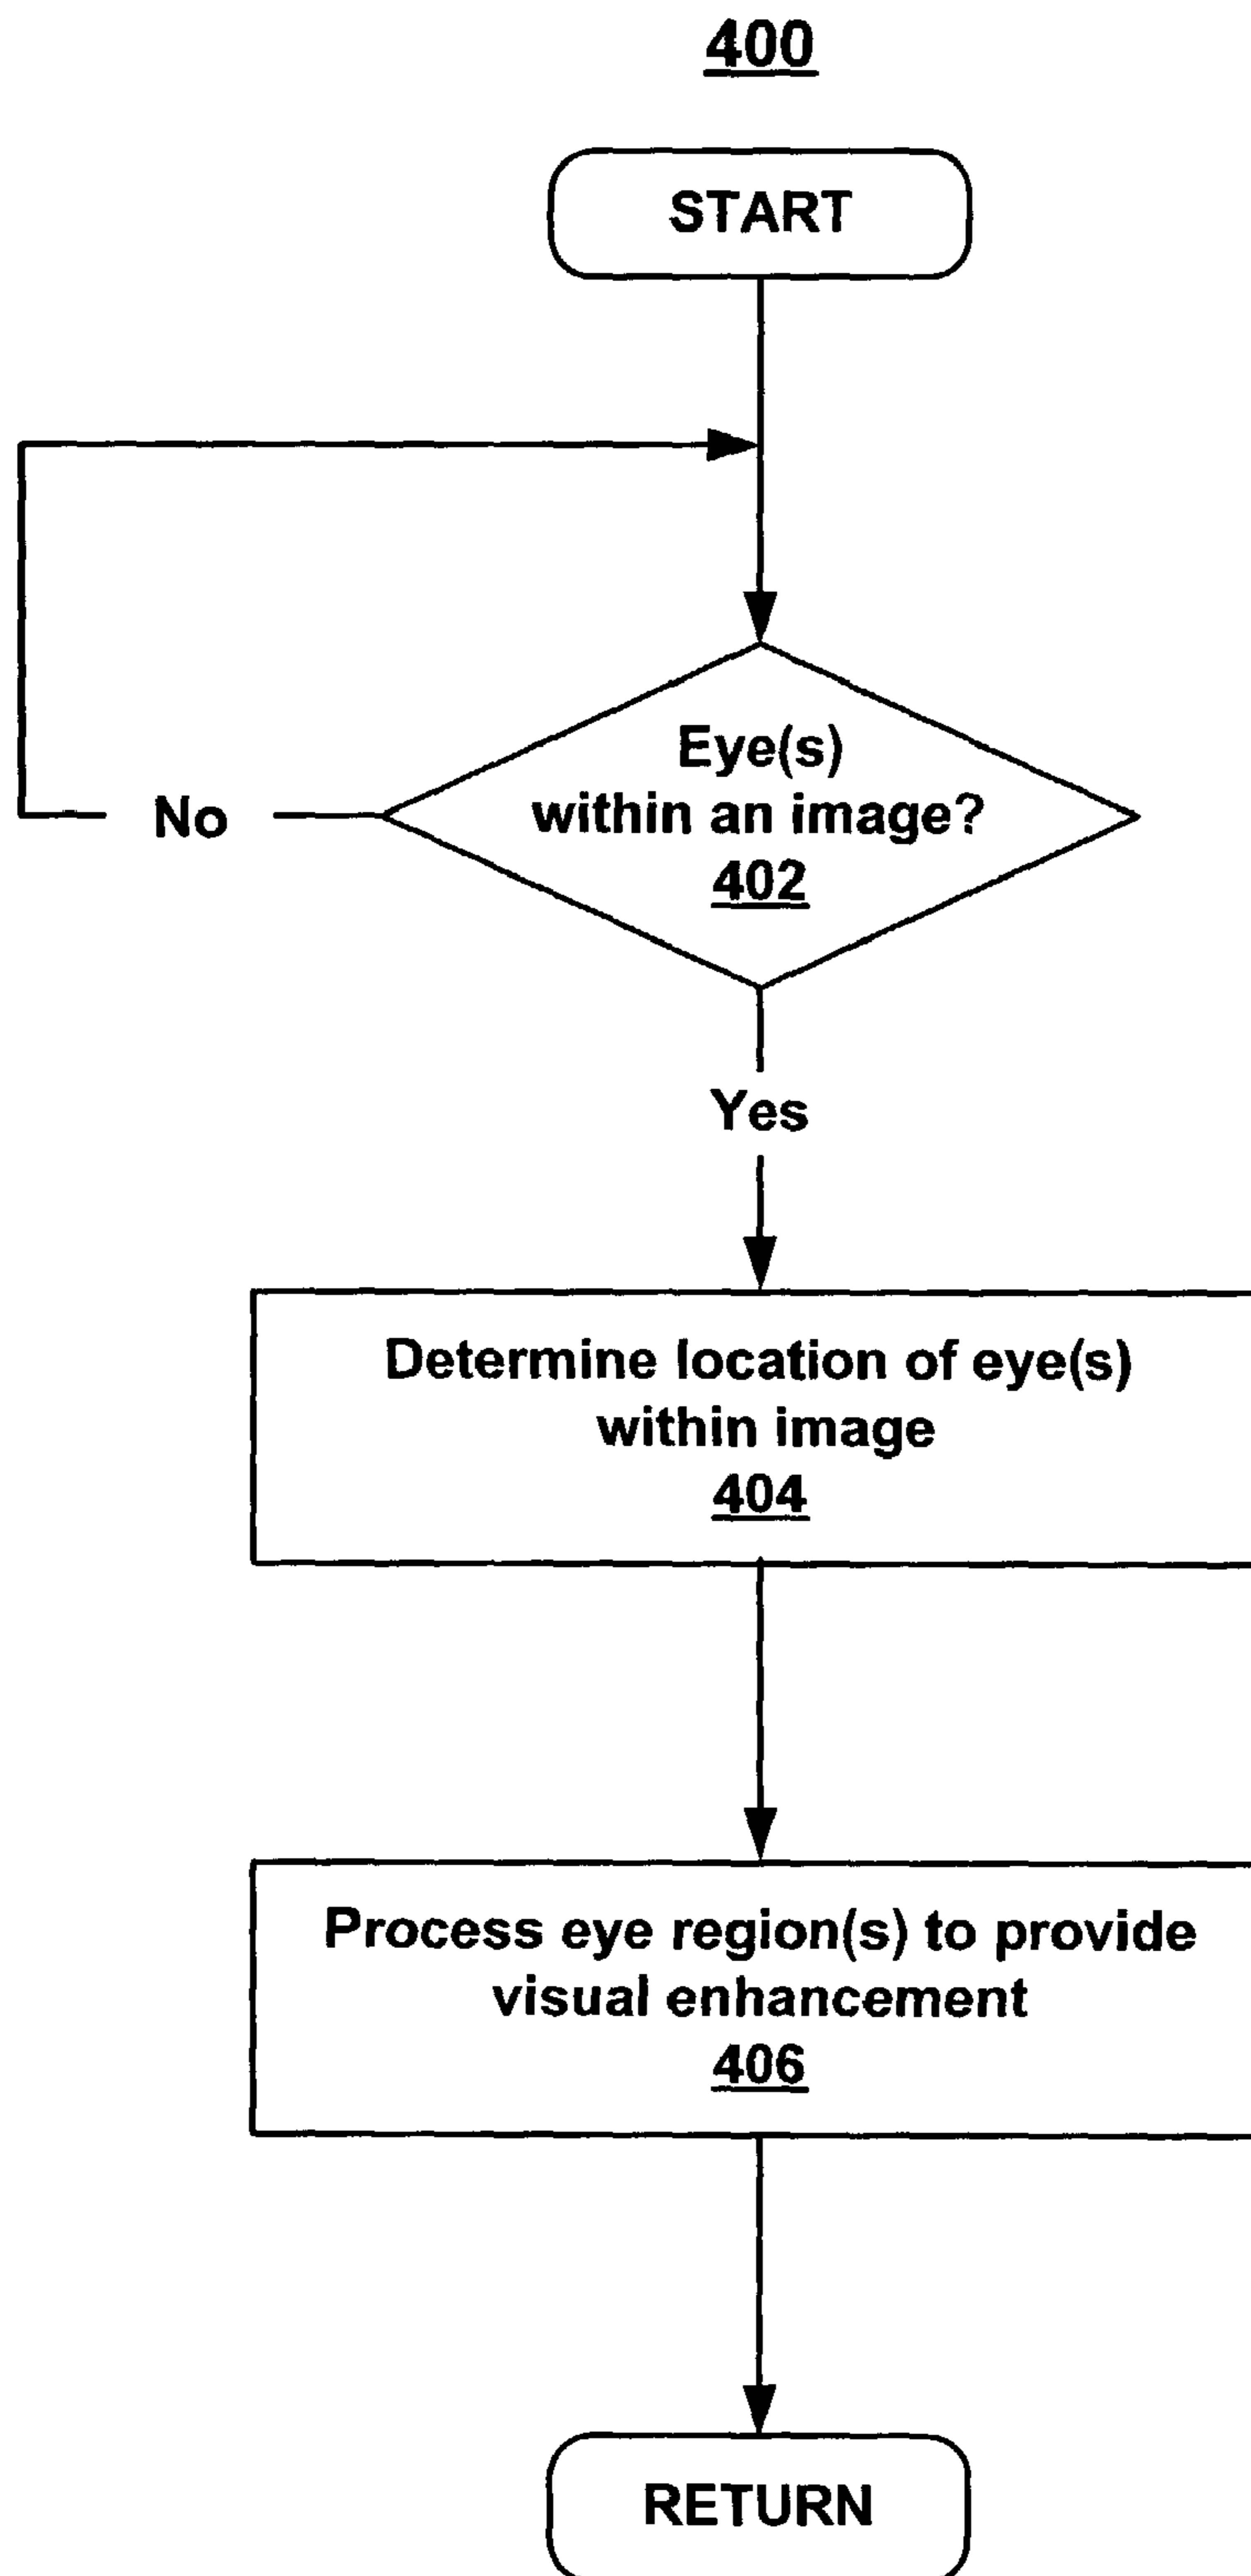 400
START
Eye(s)
within an image?
402
No
Yes
Determine location of eye(s)
within image
404
Process eye region(s) to provide
visual enhancement
406
RETURN